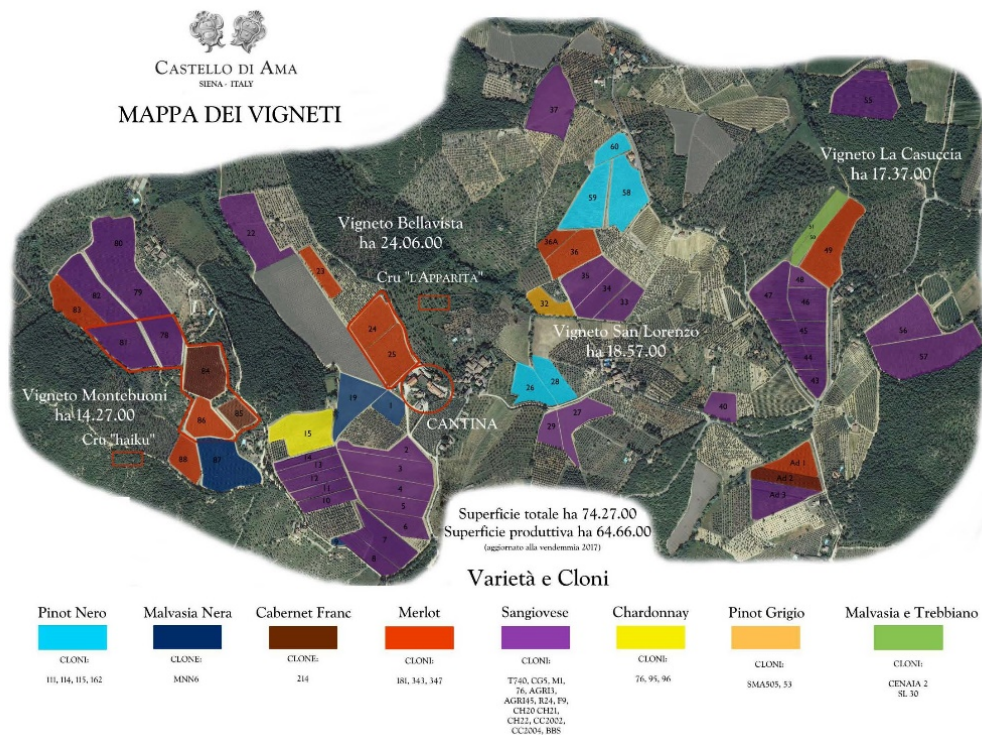 CASTELLO DI AMA
SIENA - ITALY
MAPPA DEI VIGNETI
37
55
60
59
58
Vigneto La Casuccia
ha 17.37.00
22
Vigneto Bellavista
ha 24.06.00
23
Cru "L'APPARITA"
36A
36
35
34
33
32
49
48
47
46
45
44
43
80
82
79
83
81
78
24
25
Vigneto San Lorenzo
ha 18.57.00
56
57
84
Vigneto Montebuoni
ha 14.27.00
85
86
Cru "haiku"
88
87
19
1
CANTINA
26
28
27
29
40
15
14
13
12
11
10
2
3
4
5
6
7
8
Ad 1
Ad 2
Ad 3
Superficie totale ha 74.27.00
Superficie produttiva ha 64.66.00
(aggiornato alla vendemmia 2017)
Varietà e Cloni
Pinot Nero
Malvasia Nera
Cabernet Franc
Merlot
Sangiovese
Chardonnay
Pinot Grigio
Malvasia e Trebbiano
CLONI:
CLONE:
CLONE:
CLONI:
CLONI:
CLONI:
CLONI:
CLONI:
111, 114, 115, 162
MNN6
214
181, 343, 347
T740, CG5, M1,
76, AGRI3,
AGRI45, R24, F9,
CH20 CH21,
CH22, CC2002,
CC2004, BBS
76, 95, 96
SMA505, 53
CENAIA 2
SL 30